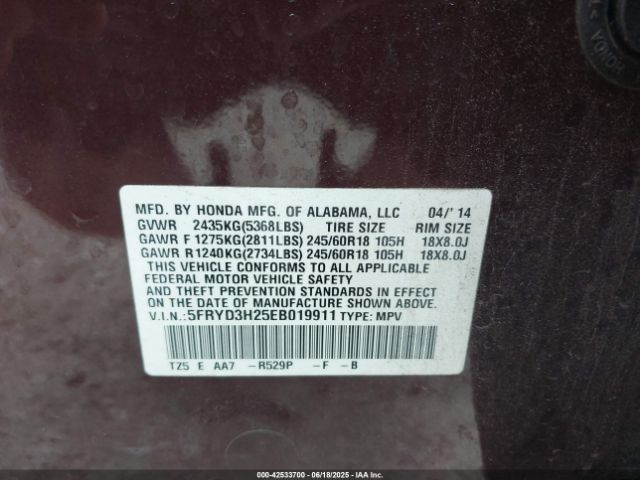 MFD. BY HONDA MFG. OF ALABAMA, LLC 04/' 14
GVWR 2435KG(5368LBS) TIRE SIZE RIM SIZE
GAWR F 1275KG(2811LBS) 245/60R18 105H 18X8.0J
GAWR R 1240KG(2734LBS) 245/60R18 105H 18X8.0J
THIS VEHICLE CONFORMS TO ALL APPLICABLE
FEDERAL MOTOR VEHICLE SAFETY STANDARDS IN
EFFECT ON THE DATE OF MANUFACTURE SHOWN ABOVE.
V.I.N.: 5FRYD3H25EB019911 TYPE: MPV
TZ5 E AA7 -R529P -F -B
000-42533700 - 06/18/2025 - IAA Inc.